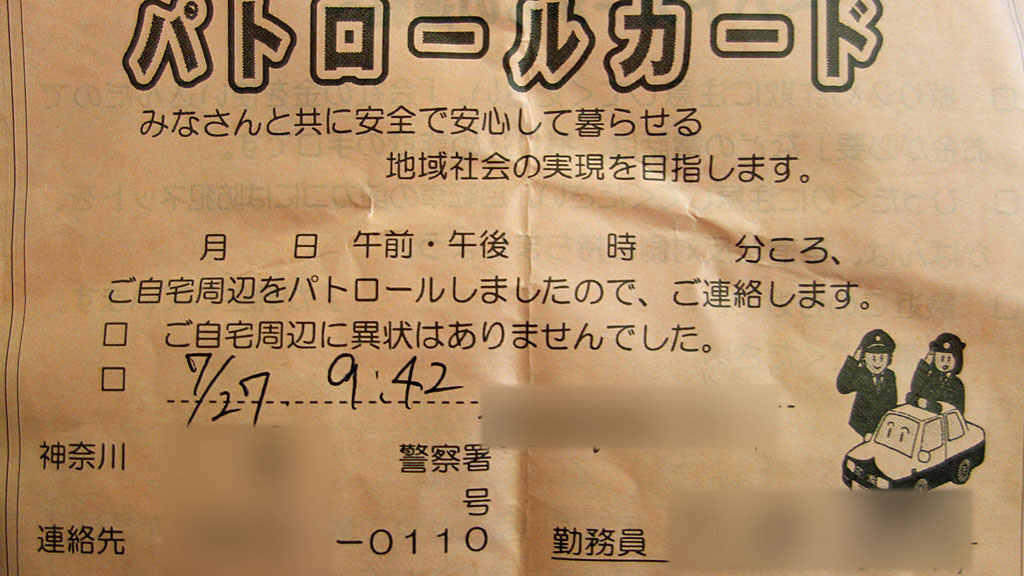 パトロールカード
みなさんと共に安全で安心して暮らせる
地域社会の実現を目指します。
月 日 午前・午後 時 分ころ、
ご自宅周辺をパトロールしましたので、ご連絡します。
□ ご自宅周辺に異状はありませんでした。
□ 7/27. 9:42
神奈川 警察署
号
連絡先 ー0110 勤務員